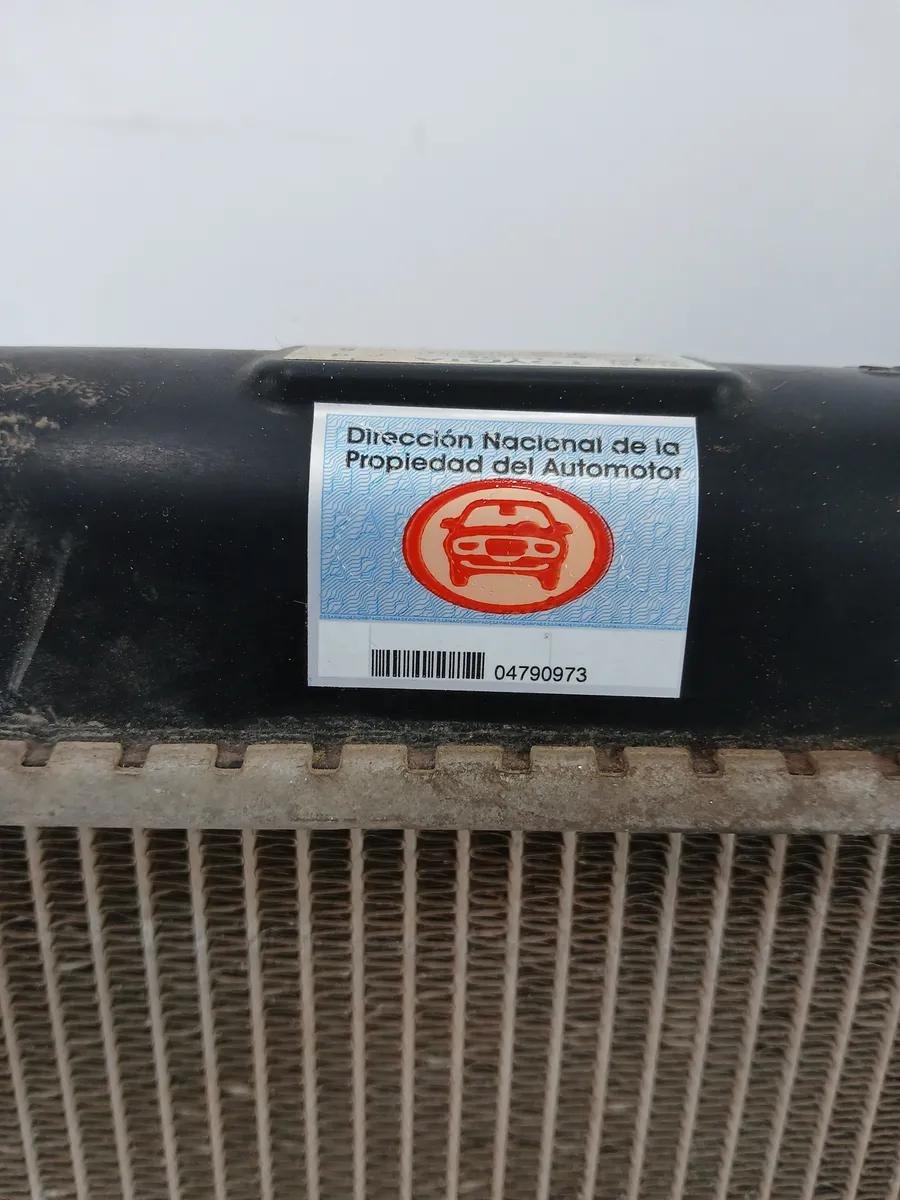 Dirección Nacional de la
Propiedad del Automotor
04790973